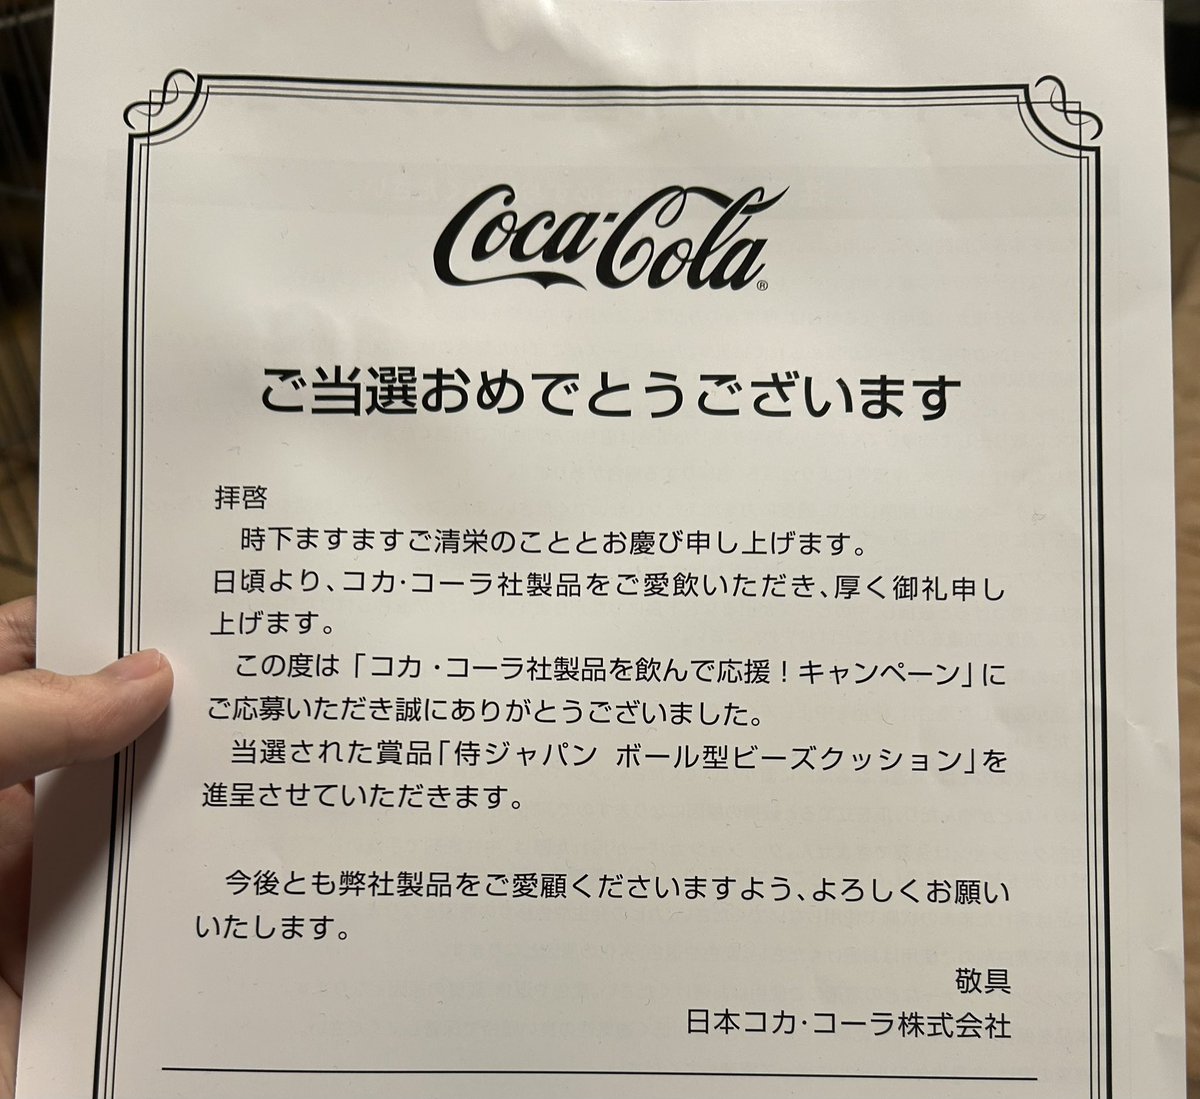 Coca-Cola®
ご当選おめでとうございます
拝啓
時下ますますご清栄のこととお慶び申し上げます。
日頃より、コカ・コーラ社製品をご愛飲いただき、厚く御礼申し
上げます。
この度は「コカ・コーラ社製品を飲んで応援！キャンペーン」に
ご応募いただき誠にありがとうございました。
当選された賞品「侍ジャパン ボール型ビーズクッション」を
進呈させていただきます。
今後とも弊社製品をご愛顧くださいますよう、よろしくお願い
いたします。
敬具
日本コカ・コーラ株式会社